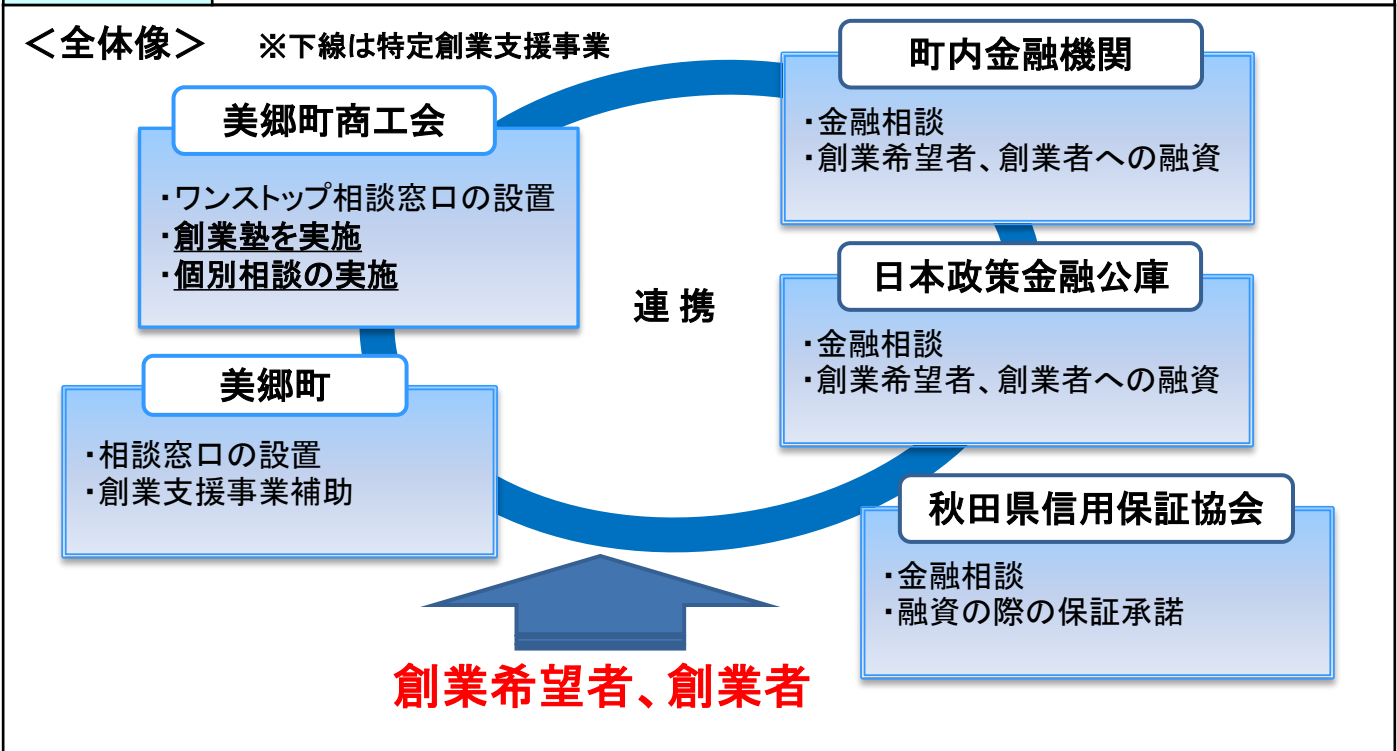 ＜全体像＞　※下線は特定創業支援事業
美郷町商工会
・ワンストップ相談窓口の設置
・創業塾を実施
・個別相談の実施
美郷町
・相談窓口の設置
・創業支援事業補助
連 携
町内金融機関
・金融相談
・創業希望者、創業者への融資
日本政策金融公庫
・金融相談
・創業希望者、創業者への融資
秋田県信用保証協会
・金融相談
・融資の際の保証承諾
創業希望者、創業者